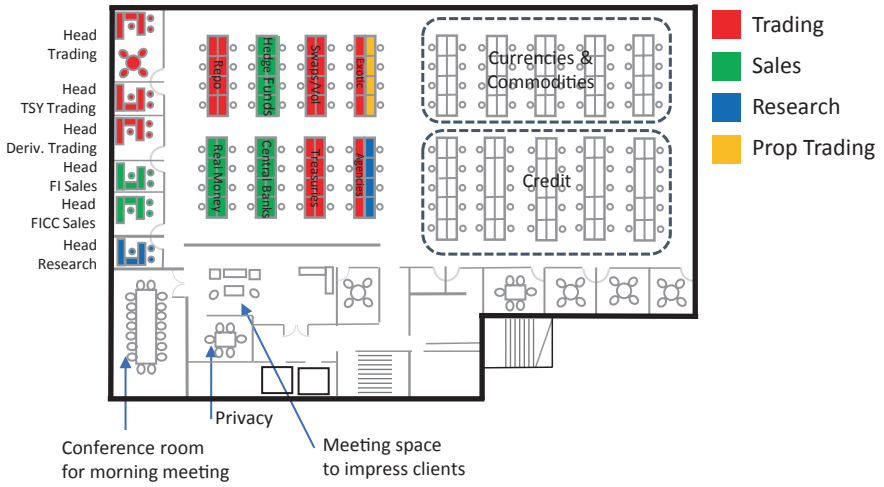 Head
Trading
Head
TSY Trading
Head
Deriv. Trading
Head
FI Sales
Head
FICC Sales
Head
Research
Repo
Hedge Funds
Swaps/Vol
Exotic
Real Money
Central Banks
Treasuries
Agencies
Currencies &
Commodities
Credit
Trading
Sales
Research
Prop Trading
Privacy
Conference room
for morning meeting
Meeting space
to impress clients